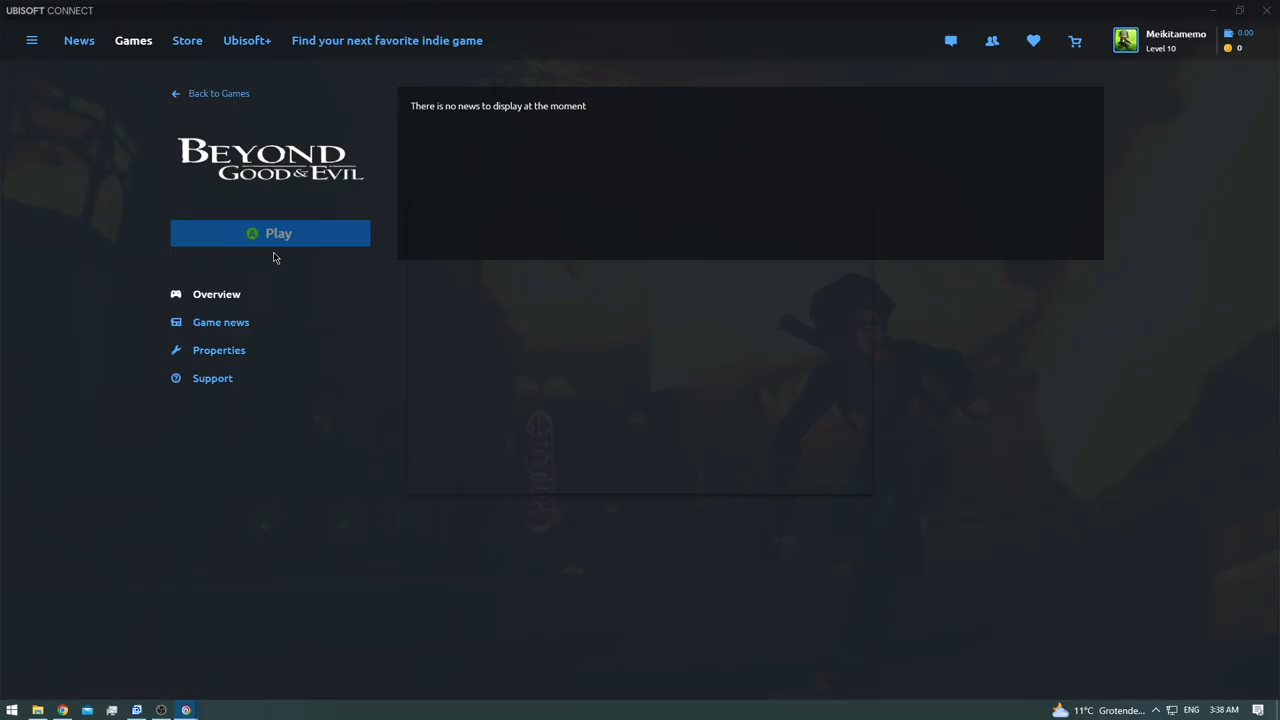 UBISOFT CONNECT
News
Games
Store
Ubisoft+
Find your next favorite indie game
Meikitamemo
Level 10
0.00
0
Back to Games
BEYOND
GOOD & EVIL
There is no news to display at the moment
A Play
Overview
Game news
Properties
Support
11°C Grotende...
ENG
3:38 AM